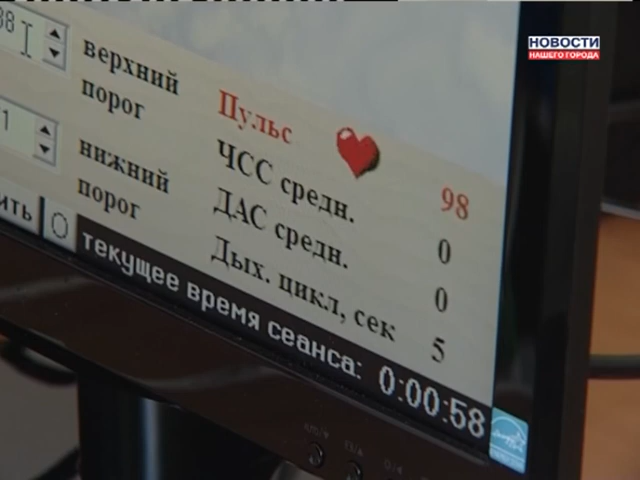 НОВОСТИ
НАШЕГО ГОРОДА
верхний
порог
нижний
порог
Пульс 98
ЧСС средн. 0
ДАС средн. 0
Дых. цикл, сек 5
текущее время сеанса: 0:00:58